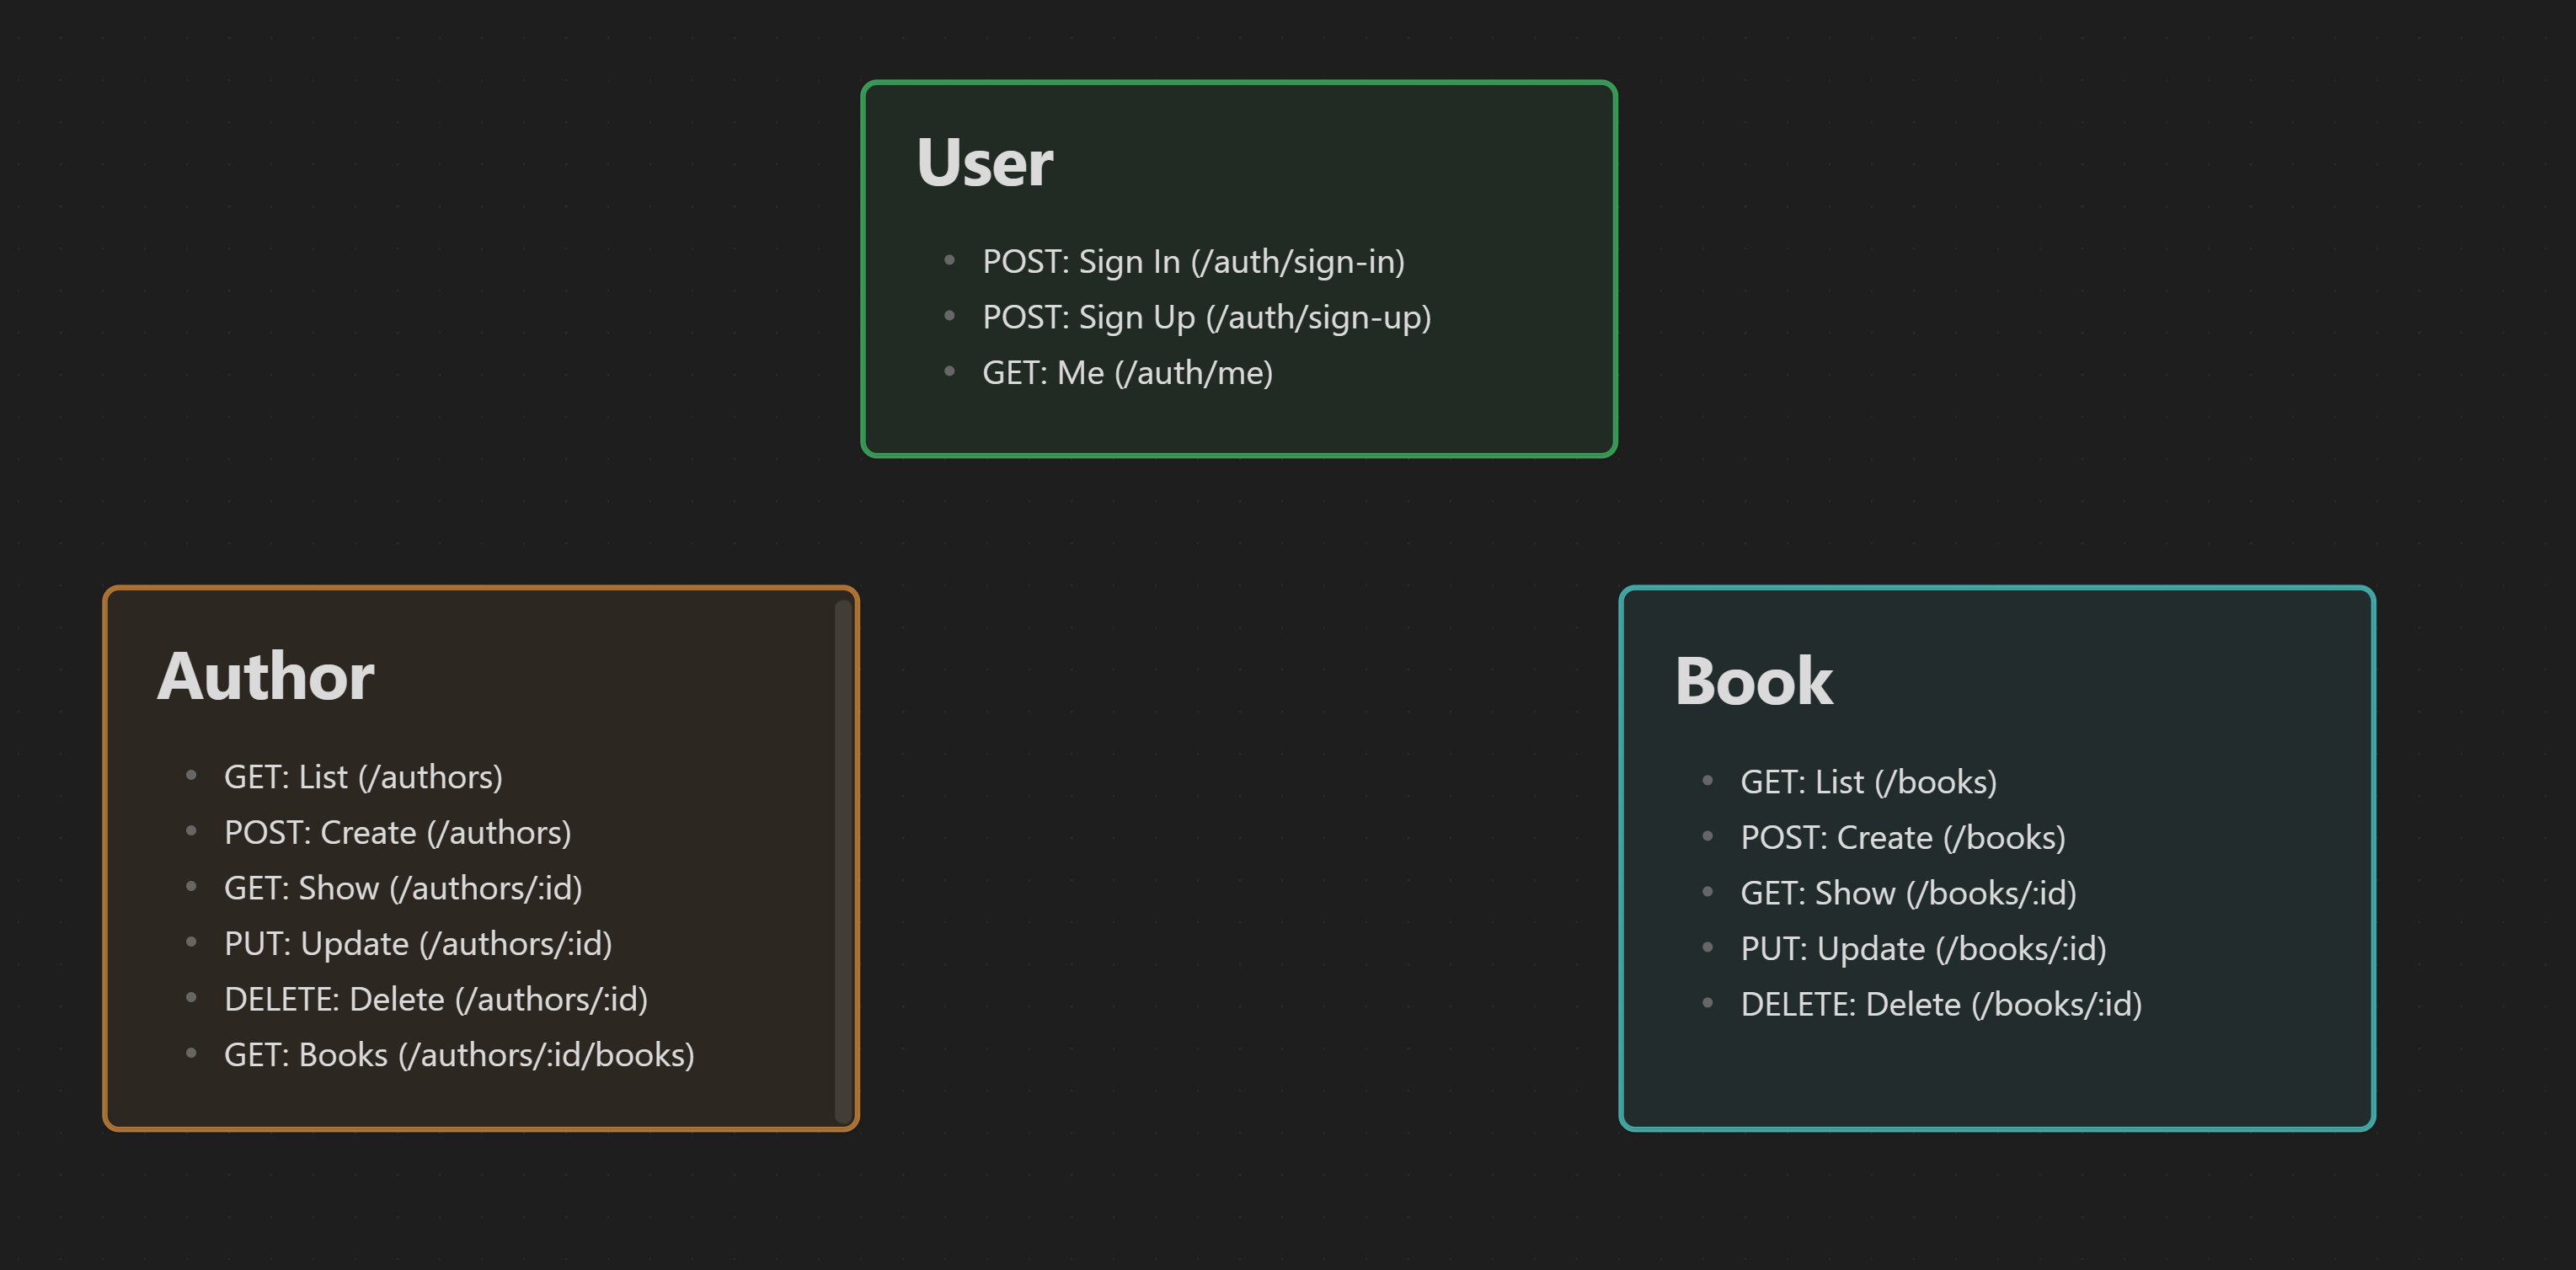 User
POST: Sign In (/auth/sign-in)
POST: Sign Up (/auth/sign-up)
GET: Me (/auth/me)
Author
GET: List (/authors)
POST: Create (/authors)
GET: Show (/authors/:id)
PUT: Update (/authors/:id)
DELETE: Delete (/authors/:id)
GET: Books (/authors/:id/books)
Book
GET: List (/books)
POST: Create (/books)
GET: Show (/books/:id)
PUT: Update (/books/:id)
DELETE: Delete (/books/:id)